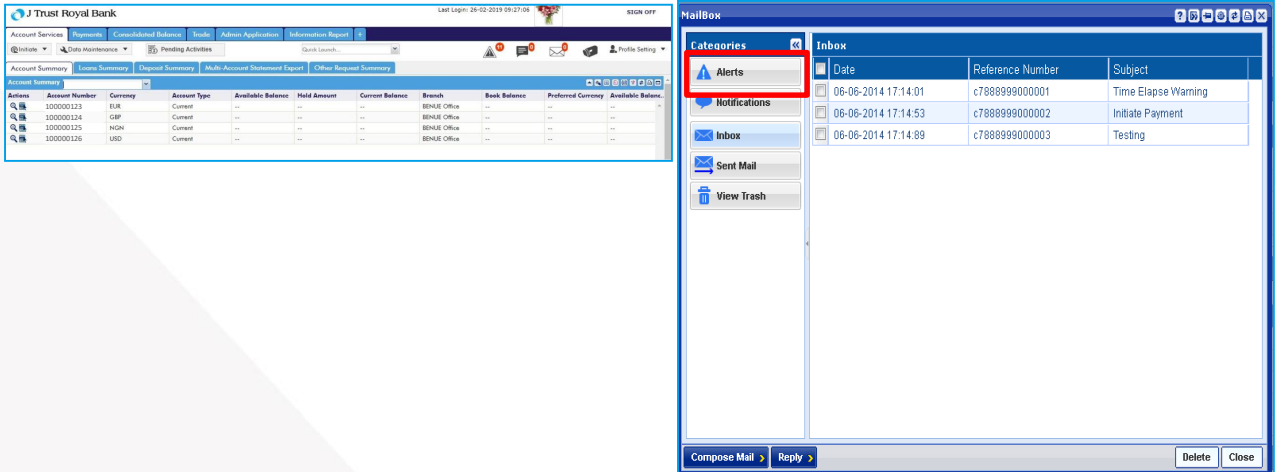 J Trust Royal Bank
Last Login: 26-02-2019 09:27:06
SIGN OFF
Account Services Payments Consolidated Balance Trade Admin Application Information Report +
Initiate Data Maintenance Pending Activities Quick Launch... Profile Setting
Account Summary Loans Summary Deposit Summary Multi-Account Statement Export Other Request Summary
Account Summary
Actions Account Number Currency Account Type Available Balance Hold Amount Current Balance Branch Book Balance Preferred Currency Available Balanc..
100000123 EUR Current -- -- -- BENUE Office -- -- --
100000124 GBP Current -- -- -- BENUE Office -- -- --
100000125 NGN Current -- -- -- BENUE Office -- -- --
100000126 USD Current -- -- -- BENUE Office -- -- --
MailBox
Categories
Alerts
Notifications
Inbox
Sent Mail
View Trash
Inbox
Date Reference Number Subject
06-06-2014 17:14:01 c7888999000001 Time Elapse Warning
06-06-2014 17:14:53 c7888999000002 Initiate Payment
06-06-2014 17:14:89 c7888999000003 Testing
Compose Mail Reply Delete Close